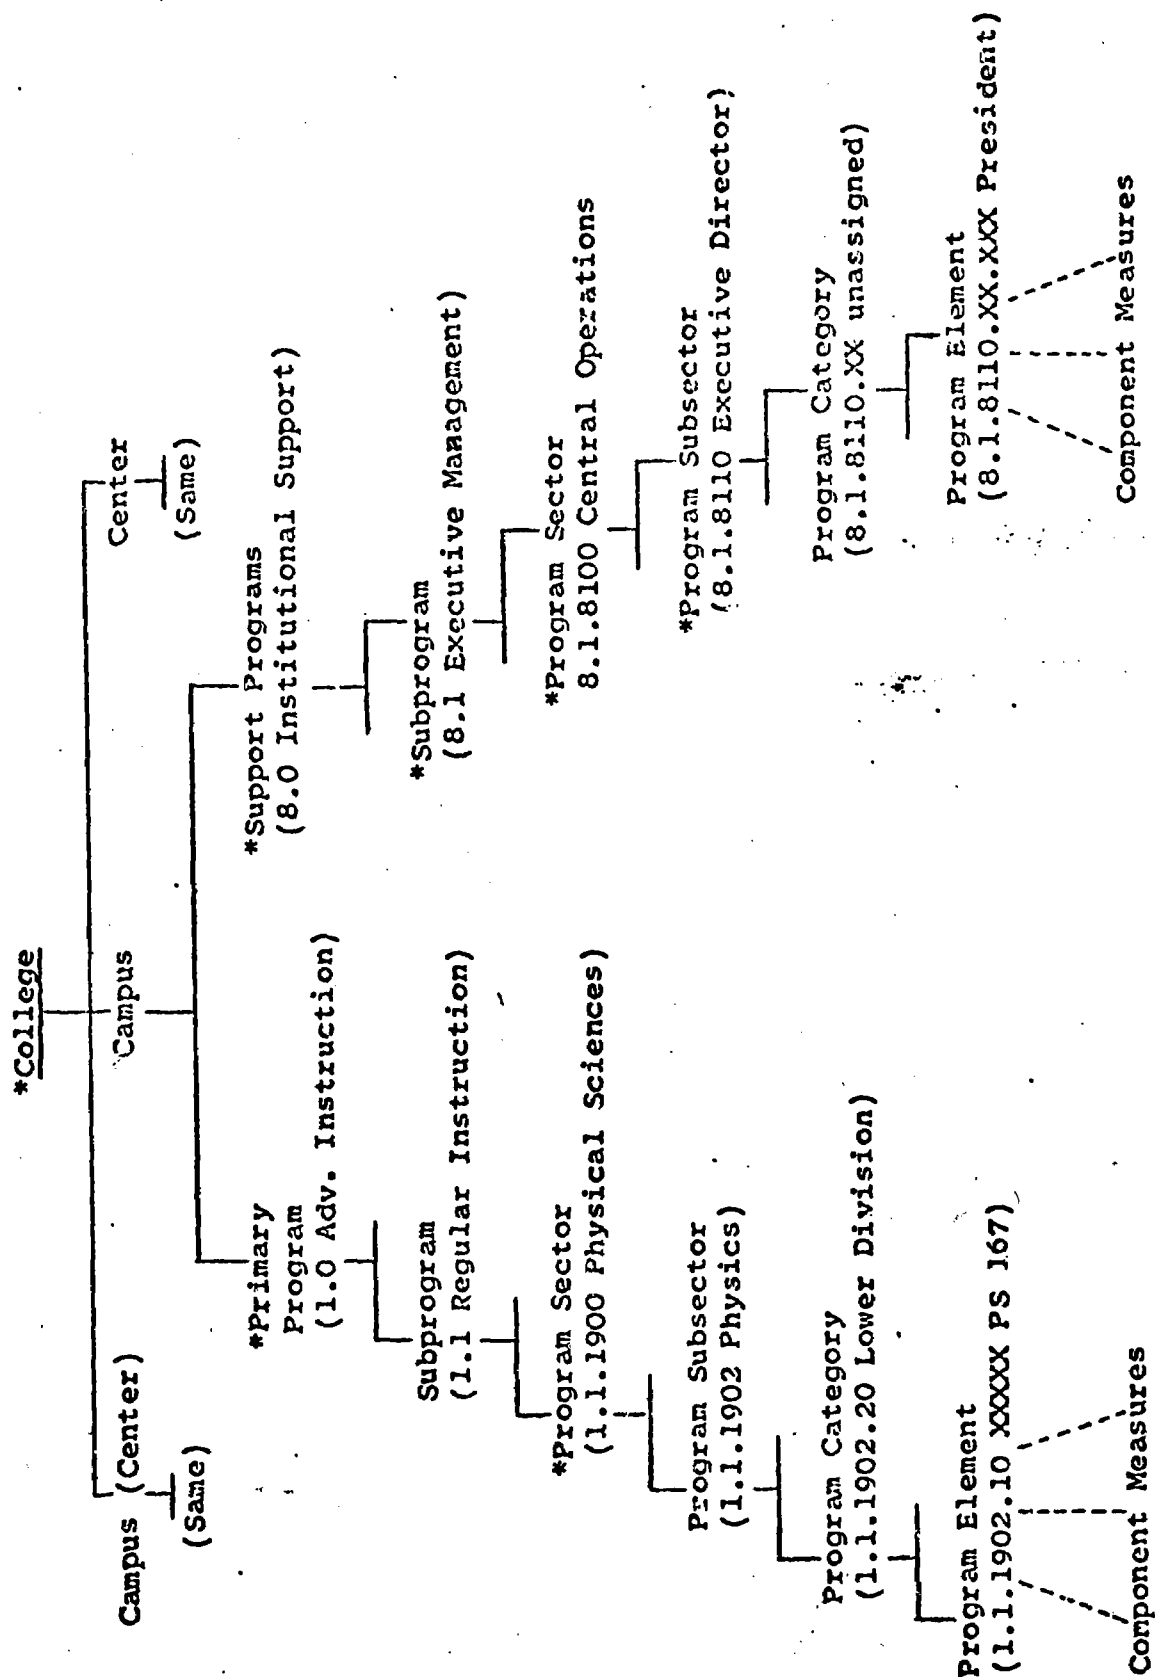 *College
Campus (Center)
(Same)
Campus
Center
(Same)
*Primary
Program
(1.0 Adv. Instruction)
Subprogram
(1.1 Regular Instruction)
*Program Sector
(1.1.1900 Physical Sciences)
Program Subsector
(1.1.1902 Physics)
Program Category
(1.1.1902.20 Lower Division)
Program Element
(1.1.1902.10 XXXXX PS 167)
Component Measures
*Support Programs
(8.0 Institutional Support)
*Subprogram
(8.1 Executive Management)
*Program Sector
8.1.8100 Central Operations
*Program Subsector
(8.1.8110 Executive Director)
Program Category
(8.1.8110.XX unassigned)
Program Element
(8.1.8110.XX.XXX President)
Component Measures